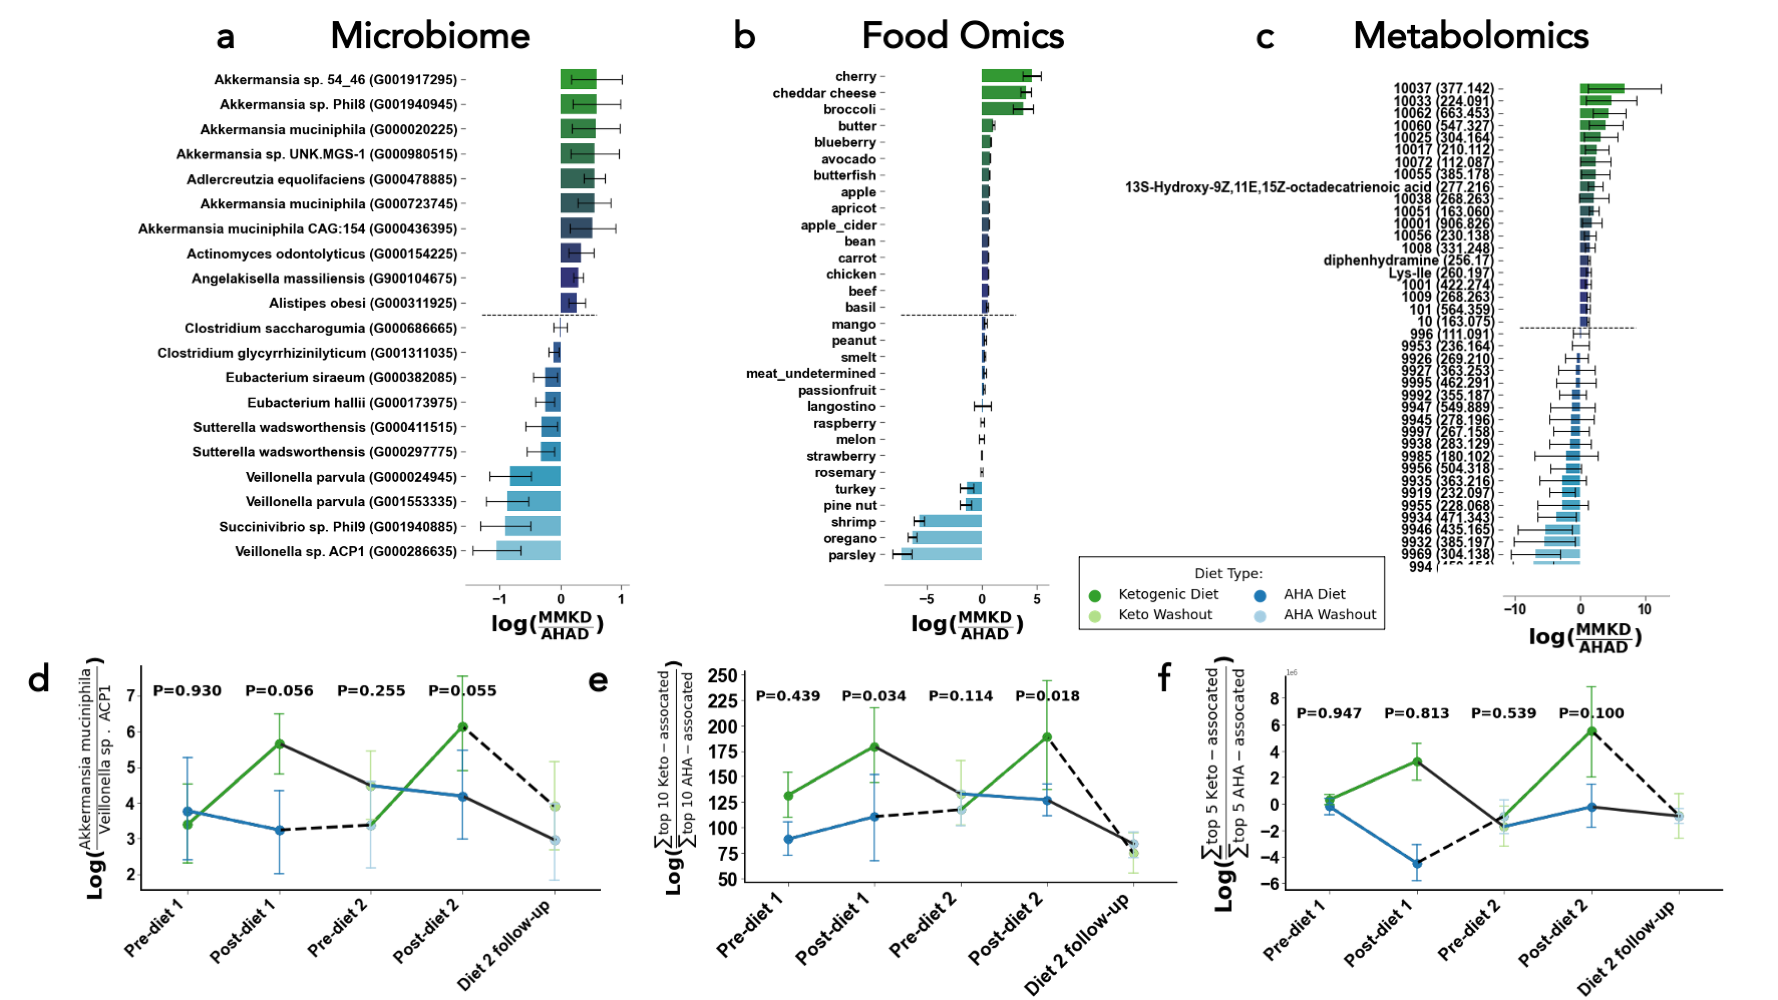 a Microbiome
Akkermansia sp. 54_46 (G001917295)
Akkermansia sp. Phil8 (G001940945)
Akkermansia muciniphila (G000020225)
Akkermansia sp. UNK.MGS-1 (G000980515)
Adlercreutzia equolifaciens (G000478885)
Akkermansia muciniphila (G000723745)
Akkermansia muciniphila CAG:154 (G000436395)
Actinomyces odontolyticus (G000154225)
Angelakisella massiliensis (G900104675)
Alistipes obesi (G000311925)
Clostridium saccharogumia (G000686665)
Clostridium glycyrrhizinilyticum (G001311035)
Eubacterium siraeum (G000382085)
Eubacterium hallii (G000173975)
Sutterella wadsworthensis (G000411515)
Sutterella wadsworthensis (G000297775)
Veillonella parvula (G000024945)
Veillonella parvula (G001553335)
Succinivibrio sp. Phil9 (G001940885)
Veillonella sp. ACP1 (G000286635)
−1 0 1
log(MMKD/AHAD)
b Food Omics
cherry
cheddar cheese
broccoli
butter
blueberry
avocado
butterfish
apple
apricot
apple_cider
bean
carrot
chicken
beef
basil
mango
peanut
smelt
meat_undetermined
passionfruit
langostino
raspberry
melon
strawberry
rosemary
turkey
pine nut
shrimp
oregano
parsley
−5 0 5
log(MMKD/AHAD)
c Metabolomics
10037 (377.142)
10033 (224.091)
10062 (663.453)
10060 (547.327)
10025 (304.164)
10017 (210.112)
10072 (112.087)
10055 (385.178)
13S-Hydroxy-9Z,11E,15Z-octadecatrienoic acid (277.216)
10038 (268.263)
10051 (163.060)
10001 (906.826)
10056 (230.138)
1008 (331.248)
diphenhydramine (256.17)
Lys-Ile (260.197)
1001 (422.274)
1009 (268.263)
101 (564.359)
10 (163.075)
996 (111.091)
9953 (236.164)
9926 (269.210)
9927 (363.253)
9995 (462.291)
9992 (355.187)
9947 (549.889)
9945 (278.196)
9997 (267.158)
9938 (283.129)
9985 (180.102)
9956 (504.318)
9935 (363.216)
9919 (232.097)
9955 (228.068)
9934 (471.343)
9946 (435.165)
9932 (385.197)
9969 (304.138)
994
−10 0 10
log(MMKD/AHAD)
Diet Type:
Ketogenic Diet AHA Diet
Keto Washout AHA Washout
d
Log(Akkermansia muciniphila/Veillonella sp . ACP1)
P=0.930 P=0.056 P=0.255 P=0.055
7
6
5
4
3
2
Pre-diet 1 Post-diet 1 Pre-diet 2 Post-diet 2 Diet 2 follow-up
e
Log(∑top 10 Keto − assocated/∑top 10 AHA − assocated)
P=0.439 P=0.034 P=0.114 P=0.018
250
225
200
175
150
125
100
75
50
Pre-diet 1 Post-diet 1 Pre-diet 2 Post-diet 2 Diet 2 follow-up
f
Log(∑top 5 Keto − assocated/∑top 5 AHA − assocated)
1e6
P=0.947 P=0.813 P=0.539 P=0.100
8
6
4
2
0
−2
−4
−6
Pre-diet 1 Post-diet 1 Pre-diet 2 Post-diet 2 Diet 2 follow-up